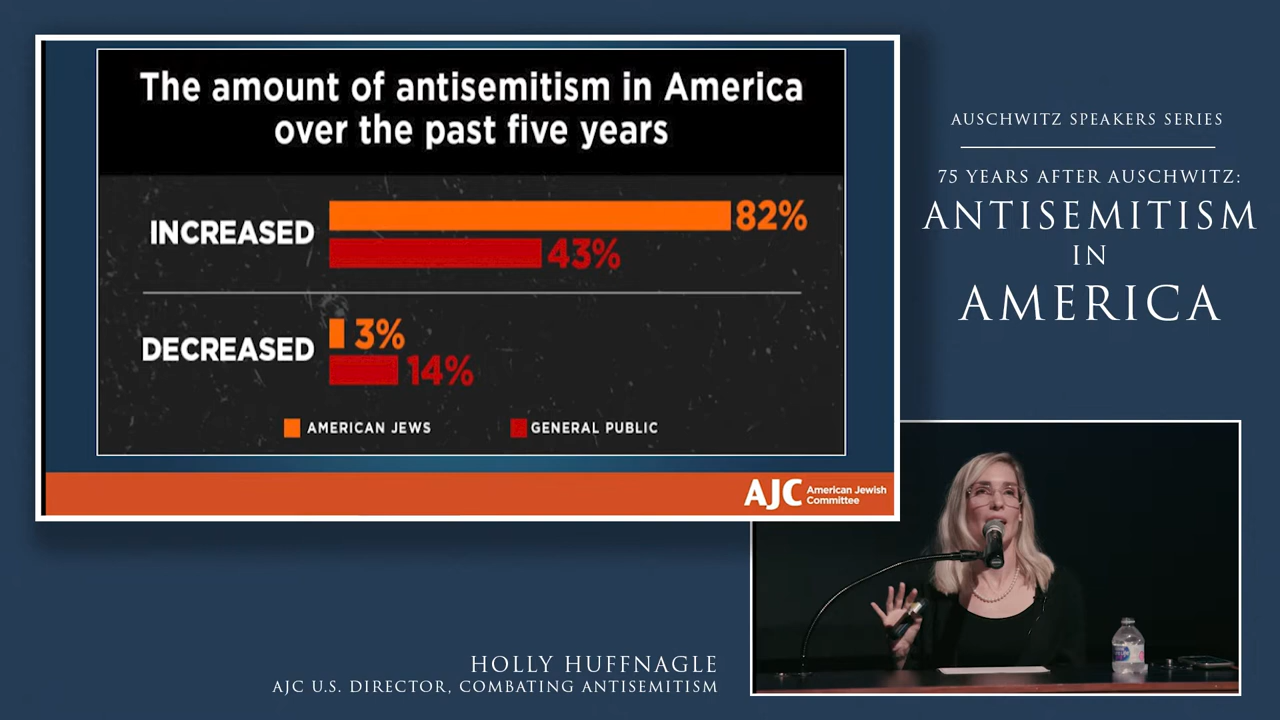 The amount of antisemitism in America
over the past five years
INCREASED
82%
43%
DECREASED
3%
14%
AMERICAN JEWS
GENERAL PUBLIC
AJC American Jewish
Committee
AUSCHWITZ SPEAKERS SERIES
75 YEARS AFTER AUSCHWITZ:
ANTISEMITISM
IN
AMERICA
HOLLY HUFFNAGLE
AJC U.S. DIRECTOR, COMBATING ANTISEMITISM